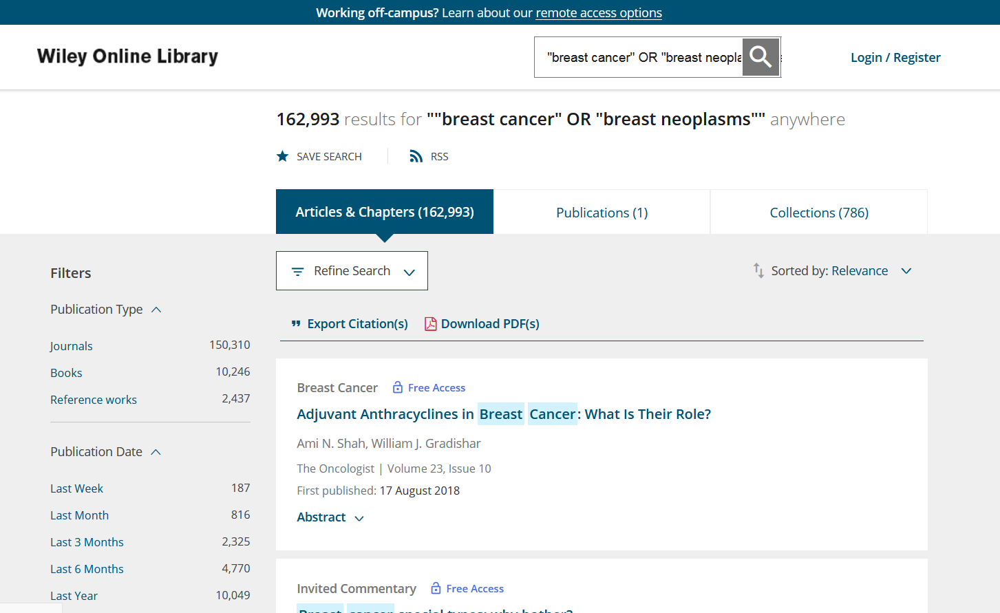 Working off-campus? Learn about our remote access options
Wiley Online Library
"breast cancer" OR "breast neopla
Login / Register
162,993 results for ""breast cancer" OR "breast neoplasms"" anywhere
SAVE SEARCH
RSS
Articles & Chapters (162,993)
Publications (1)
Collections (786)
Filters
Refine Search
Sorted by: Relevance
Publication Type
Export Citation(s)
Download PDF(s)
Journals 150,310
Books 10,246
Reference works 2,437
Publication Date
Last Week 187
Last Month 816
Last 3 Months 2,325
Last 6 Months 4,770
Last Year 10,049
Breast Cancer Free Access
Adjuvant Anthracyclines in Breast Cancer: What Is Their Role?
Ami N. Shah, William J. Gradishar
The Oncologist | Volume 23, Issue 10
First published: 17 August 2018
Abstract
Invited Commentary Free Access
Breast cancer special types: why bother?